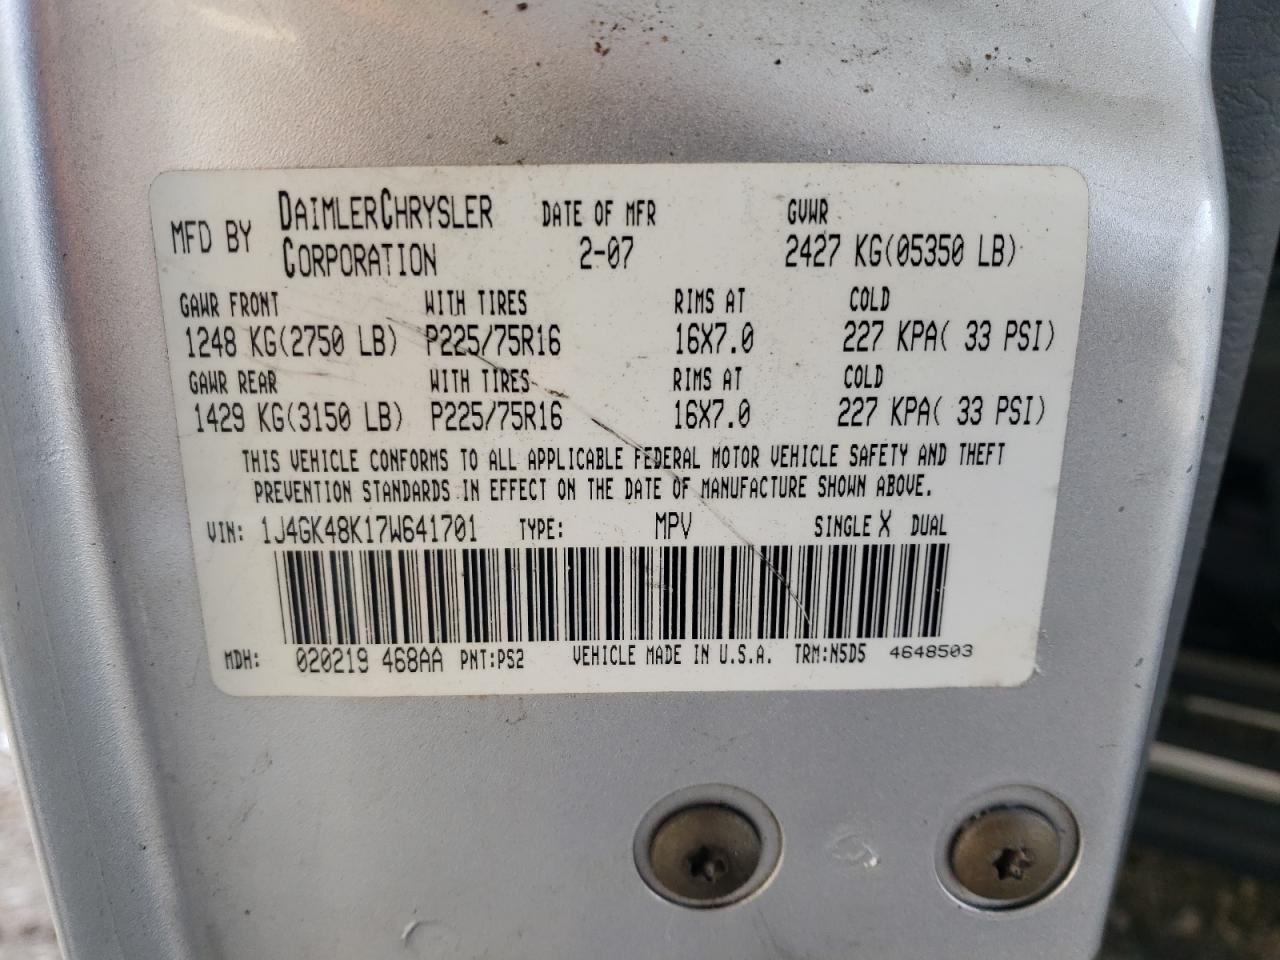 MFD BY DAIMLERCHRYSLER CORPORATION DATE OF MFR 2-07 GVWR 2427 KG(05350 LB)
GAWR FRONT WITH TIRES RIMS AT COLD
1248 KG(2750 LB) P225/75R16 16X7.0 227 KPA( 33 PSI)
GAWR REAR WITH TIRES RIMS AT COLD
1429 KG(3150 LB) P225/75R16 16X7.0 227 KPA( 33 PSI)
THIS VEHICLE CONFORMS TO ALL APPLICABLE FEDERAL MOTOR VEHICLE SAFETY AND THEFT
PREVENTION STANDARDS IN EFFECT ON THE DATE OF MANUFACTURE SHOWN ABOVE.
VIN: 1J4GK48K17W641701 TYPE: MPV SINGLE X DUAL
MDH: 020219 468AA PNT:PS2 VEHICLE MADE IN U.S.A. TRM:N5D5 4648503